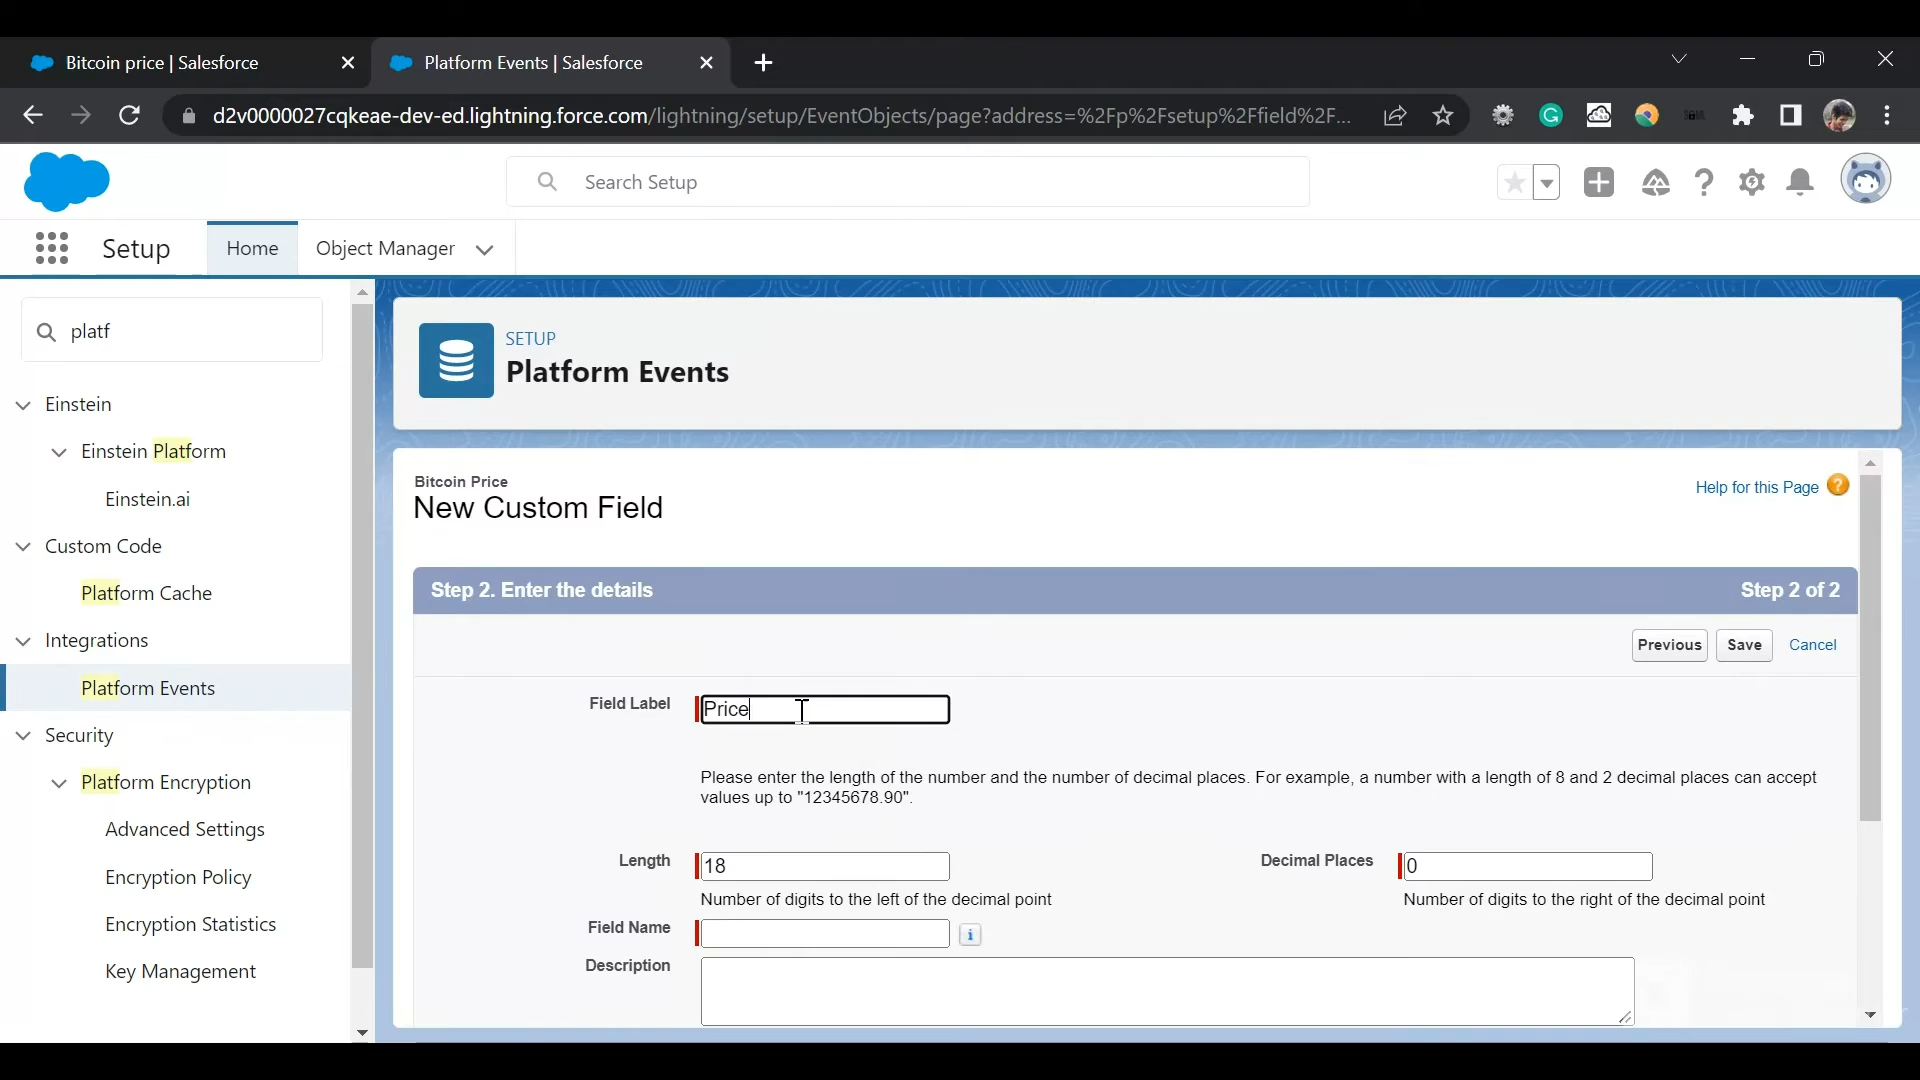 Bitcoin price | Salesforce
Platform Events | Salesforce
d2v0000027cqkeae-dev-ed.lightning.force.com/lightning/setup/EventObjects/page?address=%2Fp%2Fsetup%2Ffield%2F...
Search Setup
Setup
Home
Object Manager
platf
SETUP
Platform Events
Einstein
Einstein Platform
Einstein.ai
Custom Code
Platform Cache
Integrations
Platform Events
Security
Platform Encryption
Advanced Settings
Encryption Policy
Encryption Statistics
Key Management
Bitcoin Price
New Custom Field
Help for this Page
Step 2. Enter the details
Step 2 of 2
Previous
Save
Cancel
Field Label
Price
Please enter the length of the number and the number of decimal places. For example, a number with a length of 8 and 2 decimal places can accept
values up to "12345678.90".
Length
18
Decimal Places
0
Number of digits to the left of the decimal point
Number of digits to the right of the decimal point
Field Name
Description